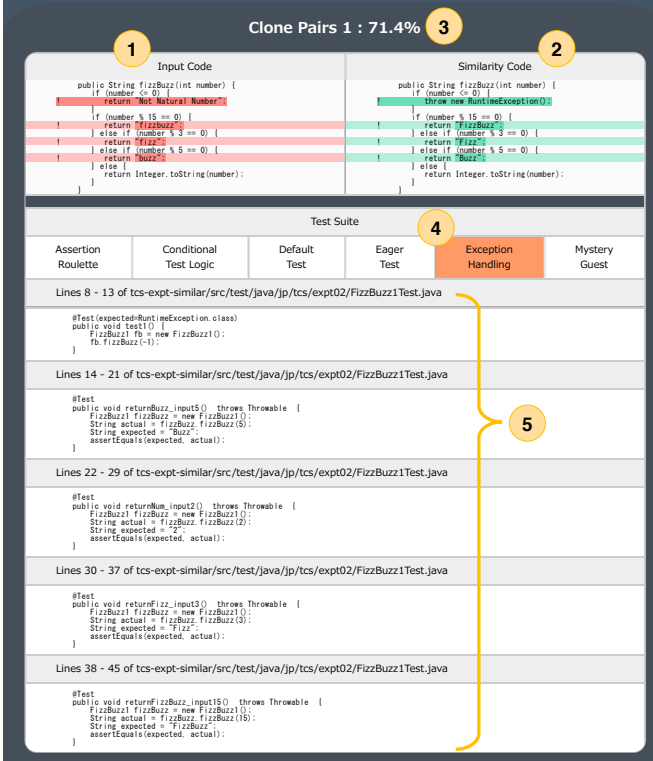 Clone Pairs 1 : 71.4% 3
1 2
Input Code Similarity Code
public String fizzBuzz(int number) {
if (number <= 0) {
! return "Not Natural Number";
}
if (number % 15 == 0) {
! return "fizzbuzz";
} else if (number % 3 == 0) {
! return "fizz";
} else if (number % 5 == 0) {
! return "buzz";
} else {
return Integer.toString(number);
}
}
public String fizzBuzz(int number) {
if (number <= 0) {
! throw new RuntimeException();
}
if (number % 15 == 0) {
! return "FizzBuzz";
} else if (number % 3 == 0) {
! return "Fizz";
} else if (number % 5 == 0) {
! return "Buzz";
} else {
return Integer.toString(number);
}
}
Test Suite
4
Assertion Roulette
Conditional Test Logic
Default Test
Eager Test
Exception Handling
Mystery Guest
Lines 8 - 13 of tcs-expt-similar/src/test/java/jp/tcs/expt02/FizzBuzz1Test.java
@Test(expected=RuntimeException.class)
public void test1() {
FizzBuzz1 fb = new FizzBuzz1();
fb.fizzBuzz(-1);
}
Lines 14 - 21 of tcs-expt-similar/src/test/java/jp/tcs/expt02/FizzBuzz1Test.java
@Test
public void returnBuzz_input5() throws Throwable {
FizzBuzz1 fizzBuzz = new FizzBuzz1();
String actual = fizzBuzz.fizzBuzz(5);
String expected = "Buzz";
assertEquals(expected, actual);
}
5
Lines 22 - 29 of tcs-expt-similar/src/test/java/jp/tcs/expt02/FizzBuzz1Test.java
@Test
public void returnNum_input2() throws Throwable {
FizzBuzz1 fizzBuzz = new FizzBuzz1();
String actual = fizzBuzz.fizzBuzz(2);
String expected = "2";
assertEquals(expected, actual);
}
Lines 30 - 37 of tcs-expt-similar/src/test/java/jp/tcs/expt02/FizzBuzz1Test.java
@Test
public void returnFizz_input3() throws Throwable {
FizzBuzz1 fizzBuzz = new FizzBuzz1();
String actual = fizzBuzz.fizzBuzz(3);
String expected = "Fizz";
assertEquals(expected, actual);
}
Lines 38 - 45 of tcs-expt-similar/src/test/java/jp/tcs/expt02/FizzBuzz1Test.java
@Test
public void returnFizzBuzz_input15() throws Throwable {
FizzBuzz1 fizzBuzz = new FizzBuzz1();
String actual = fizzBuzz.fizzBuzz(15);
String expected = "FizzBuzz";
assertEquals(expected, actual);
}